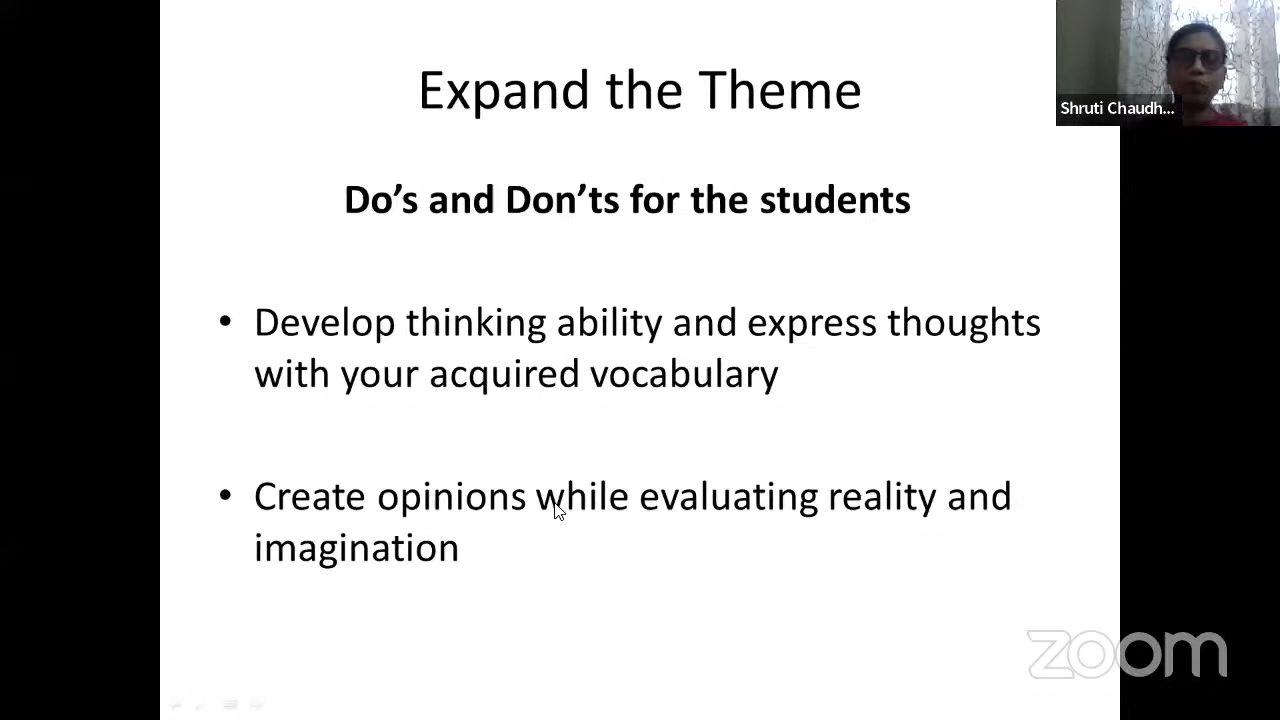 Expand the Theme
Shruti Chaudh...
Do’s and Don’ts for the students
• Develop thinking ability and express thoughts
with your acquired vocabulary
• Create opinions while evaluating reality and
imagination
zoom